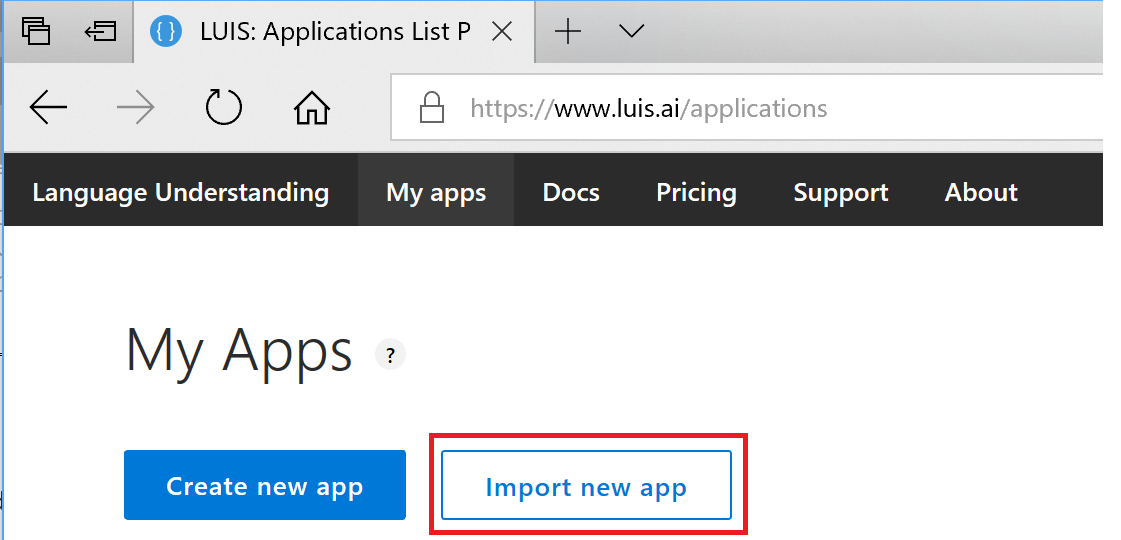 LUIS: Applications List P
https://www.luis.ai/applications
Language Understanding My apps Docs Pricing Support About
My Apps ?
Create new app Import new app